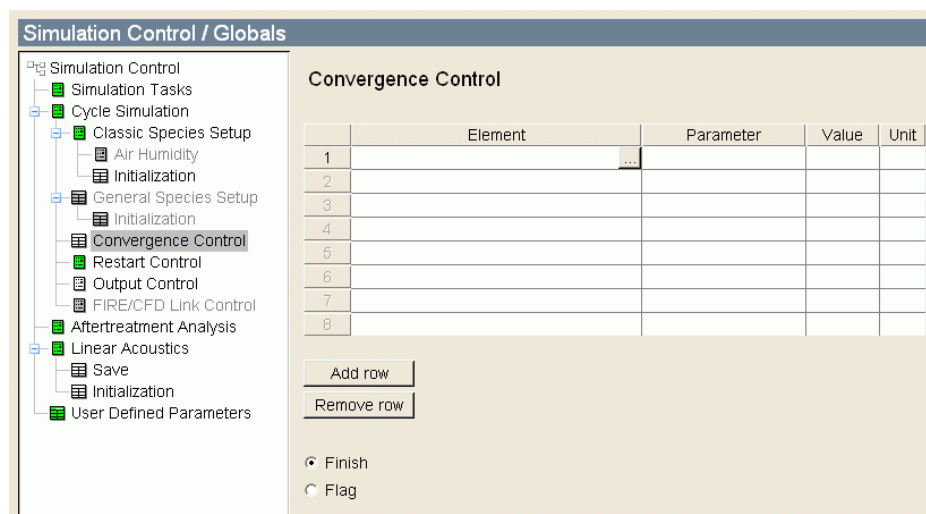 Simulation Control / Globals
Simulation Control
Simulation Tasks
Cycle Simulation
Classic Species Setup
Air Humidity
Initialization
General Species Setup
Initialization
Convergence Control
Restart Control
Output Control
FIRE/CFD Link Control
Aftertreatment Analysis
Linear Acoustics
Save
Initialization
User Defined Parameters
Convergence Control
Element Parameter Value Unit
1 ...
2
3
4
5
6
7
8
Add row
Remove row
Finish
Flag